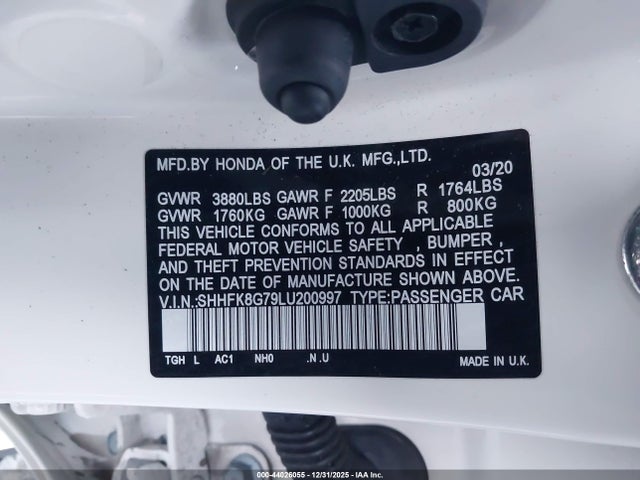 MFD.BY HONDA OF THE U.K. MFG.,LTD.
03/20
GVWR 3880LBS GAWR F 2205LBS R 1764LBS
GVWR 1760KG GAWR F 1000KG R 800KG
THIS VEHICLE CONFORMS TO ALL APPLICABLE
FEDERAL MOTOR VEHICLE SAFETY , BUMPER ,
AND THEFT PREVENTION STANDARDS IN EFFECT
ON THE DATE OF MANUFACTURE SHOWN ABOVE.
V.I.N.:SHHFK8G79LU200997 TYPE:PASSENGER CAR
TGH L AC1 NH0 .N.U
MADE IN U.K.
000-44026055 - 12/31/2025 - IAA Inc.